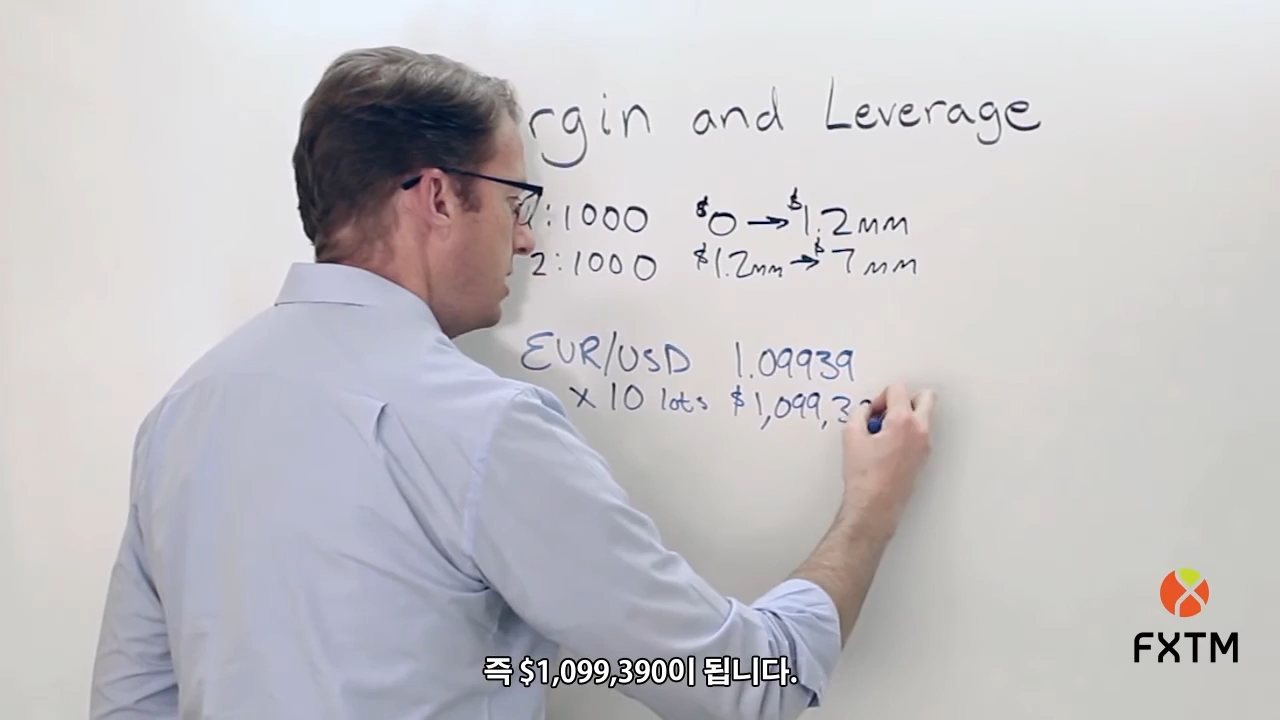 rgin and Leverage
:1000 $0 → $1.2mm
2:1000 $1.2mm → $7mm
EUR/USD 1.09939
x 10 lots $1,099,3
FXTM
즉 $1,099,390이 됩니다.